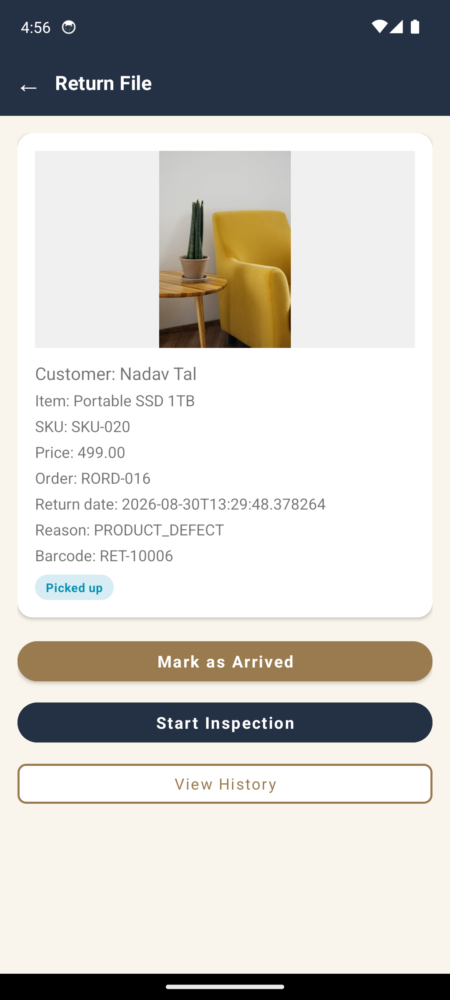 4:56
← Return File
Customer: Nadav Tal
Item: Portable SSD 1TB
SKU: SKU-020
Price: 499.00
Order: RORD-016
Return date: 2026-08-30T13:29:48.378264
Reason: PRODUCT_DEFECT
Barcode: RET-10006
Picked up
Mark as Arrived
Start Inspection
View History